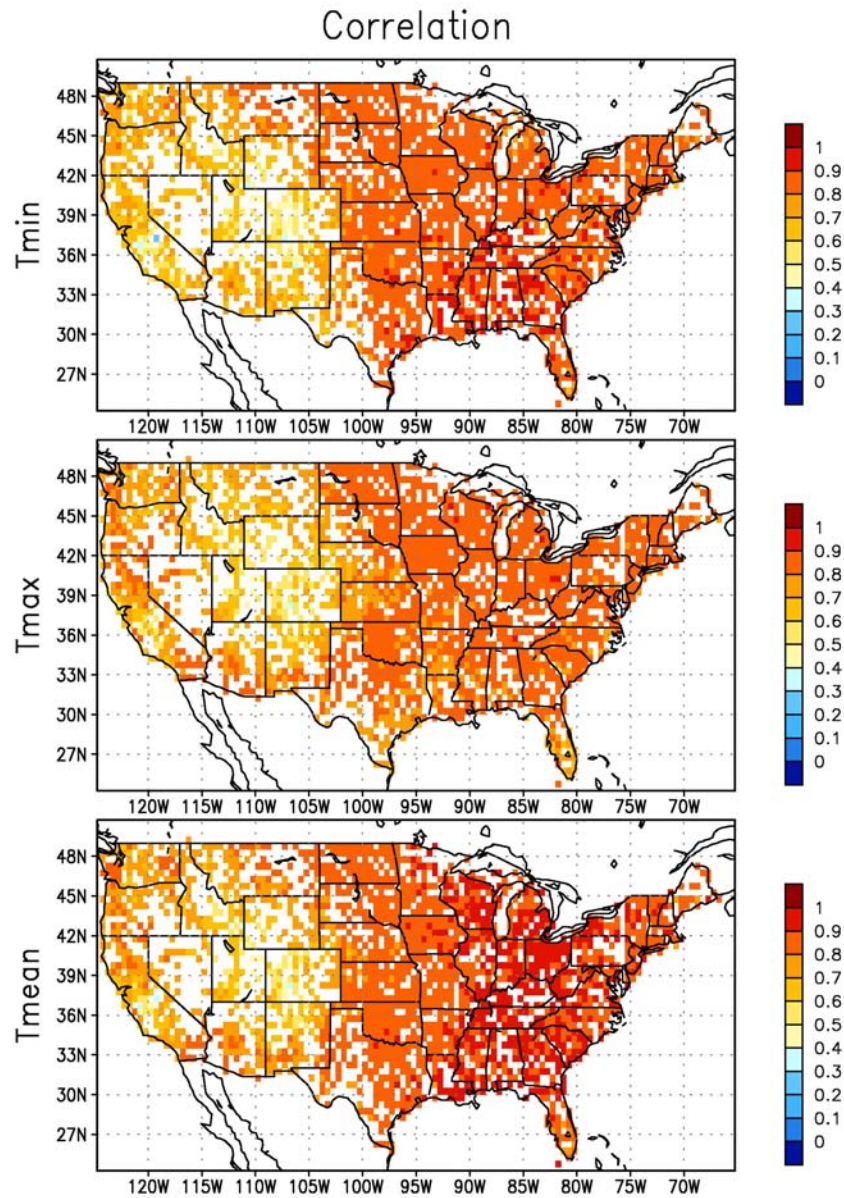 Correlation
Tmin
48N
45N
42N
39N
36N
33N
30N
27N
120W 115W 110W 105W 100W 95W 90W 85W 80W 75W 70W
1
0.9
0.8
0.7
0.6
0.5
0.4
0.3
0.2
0.1
0
Tmax
48N
45N
42N
39N
36N
33N
30N
27N
120W 115W 110W 105W 100W 95W 90W 85W 80W 75W 70W
1
0.9
0.8
0.7
0.6
0.5
0.4
0.3
0.2
0.1
0
Tmean
48N
45N
42N
39N
36N
33N
30N
27N
120W 115W 110W 105W 100W 95W 90W 85W 80W 75W 70W
1
0.9
0.8
0.7
0.6
0.5
0.4
0.3
0.2
0.1
0